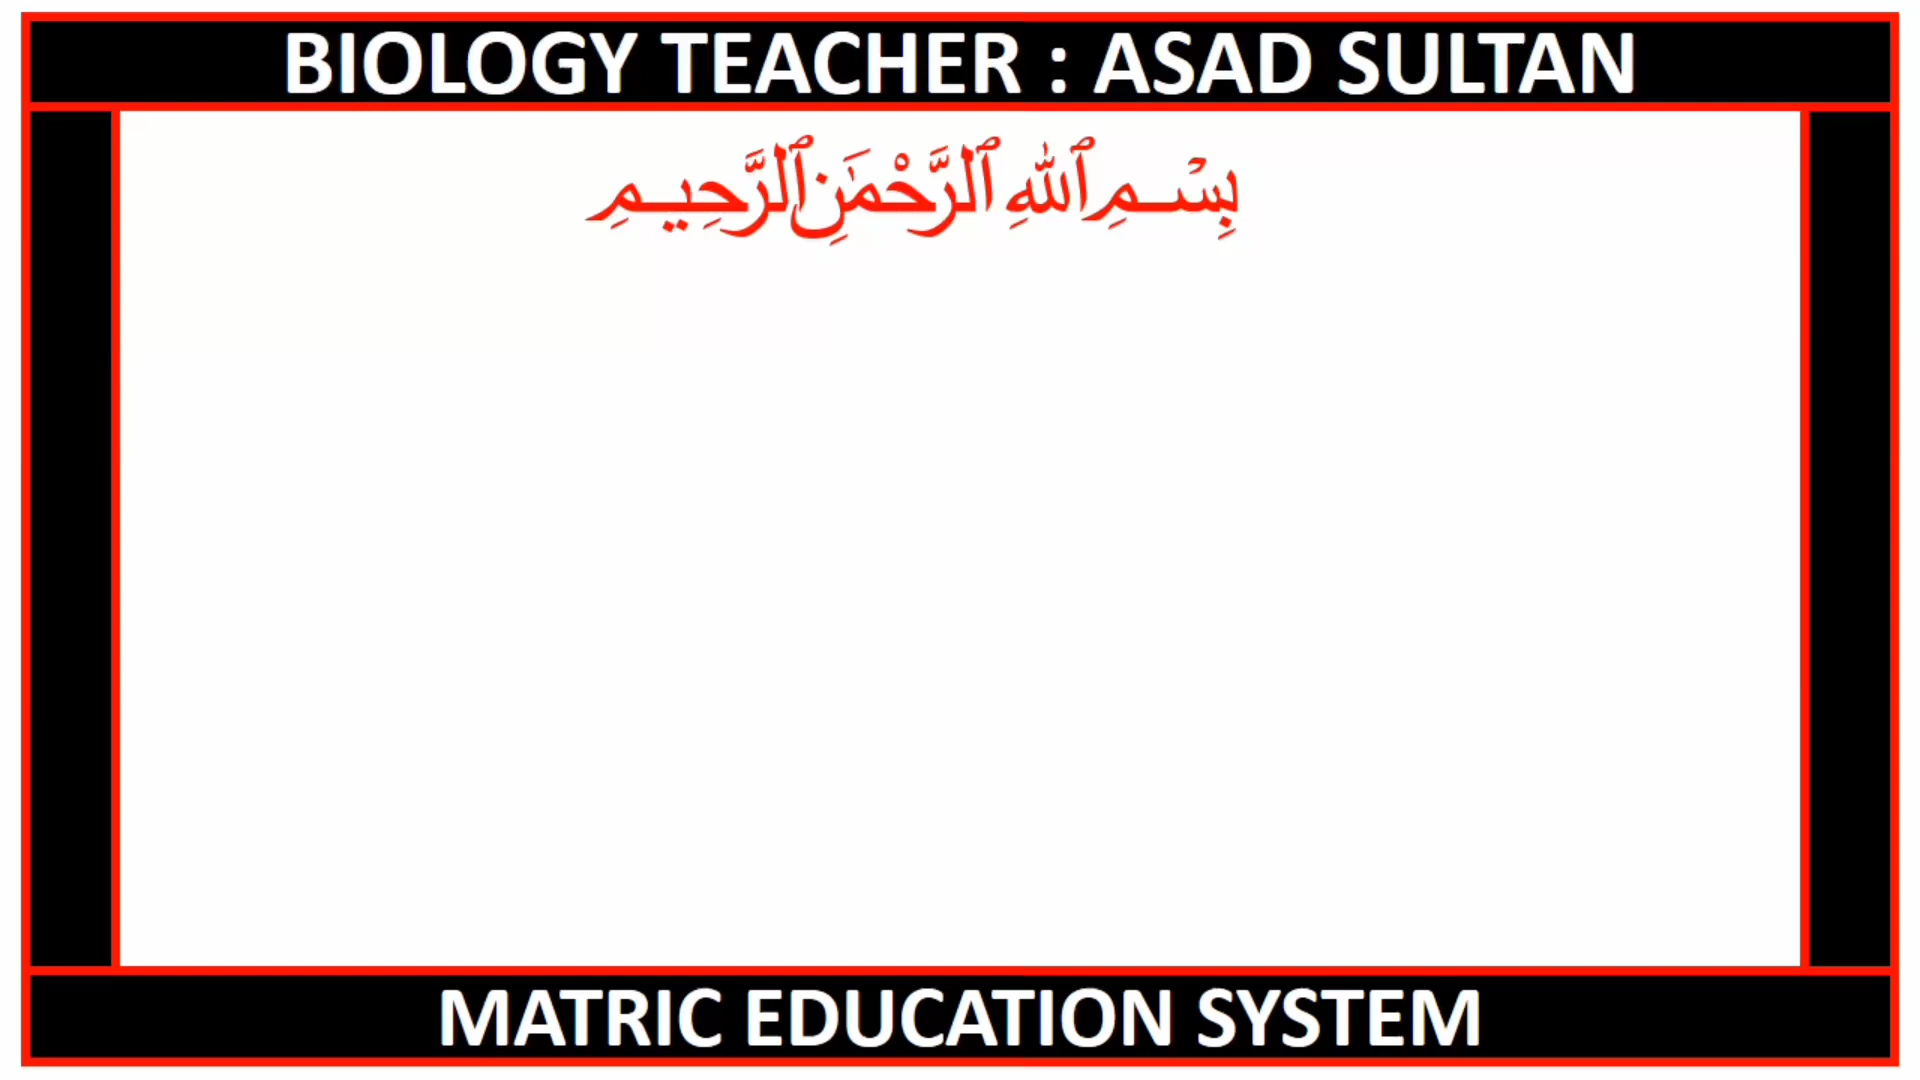 BIOLOGY TEACHER : ASAD SULTAN
بِسْمِ ٱللَّهِ ٱلرَّحْمَٰنِ ٱلرَّحِيمِ
MATRIC EDUCATION SYSTEM